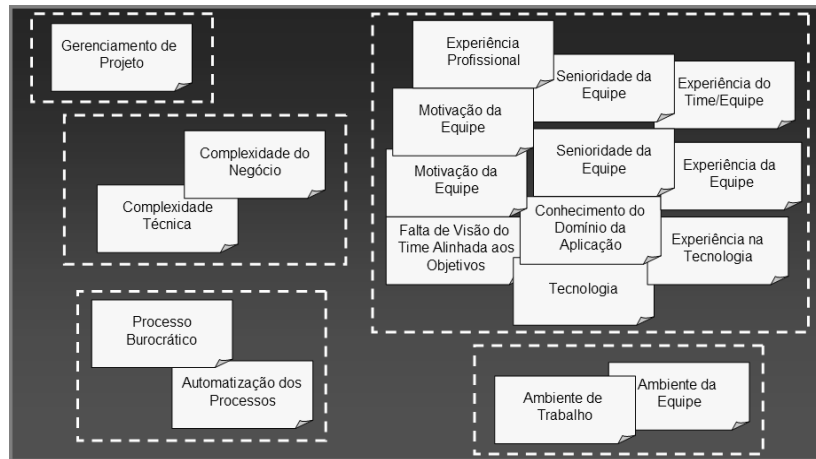 Gerenciamento de
Projeto
Complexidade do
Negócio
Complexidade
Técnica
Processo
Burocrático
Automatização dos
Processos
Experiência
Profissional
Senioridade da
Equipe
Experiência do
Time/Equipe
Motivação da
Equipe
Senioridade da
Equipe
Experiência da
Equipe
Motivação da
Equipe
Conhecimento do
Domínio da
Aplicação
Falta de Visão do
Time Alinhada aos
Objetivos
Experiência na
Tecnologia
Tecnologia
Ambiente de
Trabalho
Ambiente da
Equipe